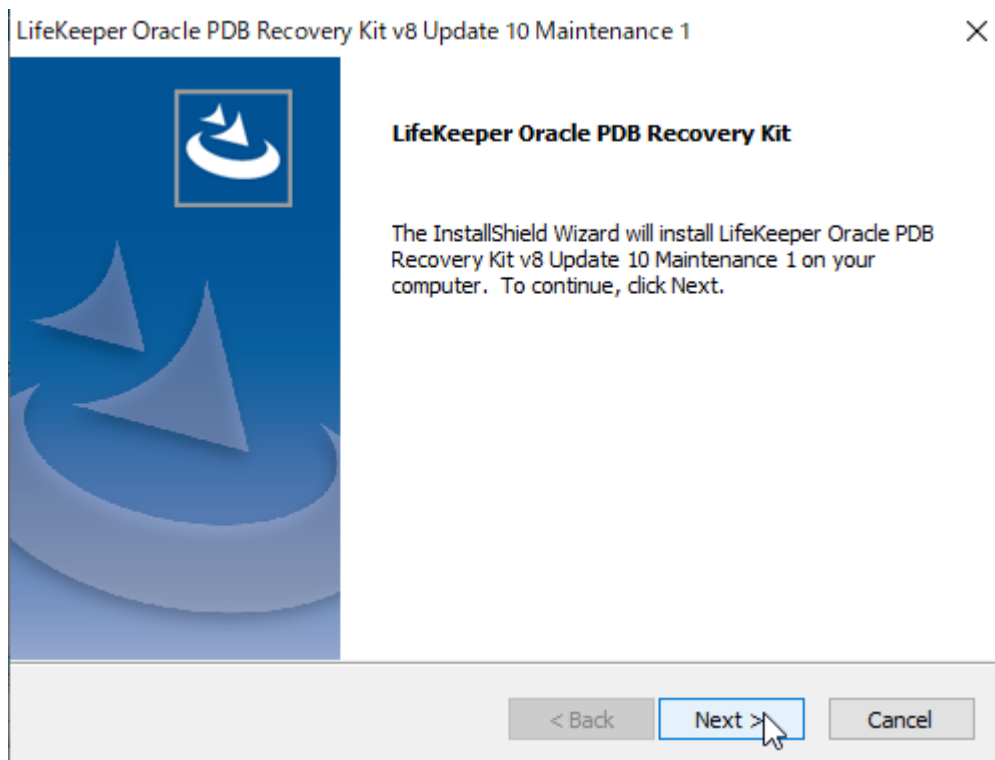 LifeKeeper Oracle PDB Recovery Kit v8 Update 10 Maintenance 1
LifeKeeper Oracle PDB Recovery Kit
The InstallShield Wizard will install LifeKeeper Oracle PDB
Recovery Kit v8 Update 10 Maintenance 1 on your
computer.  To continue, click Next.
< Back
Next >
Cancel